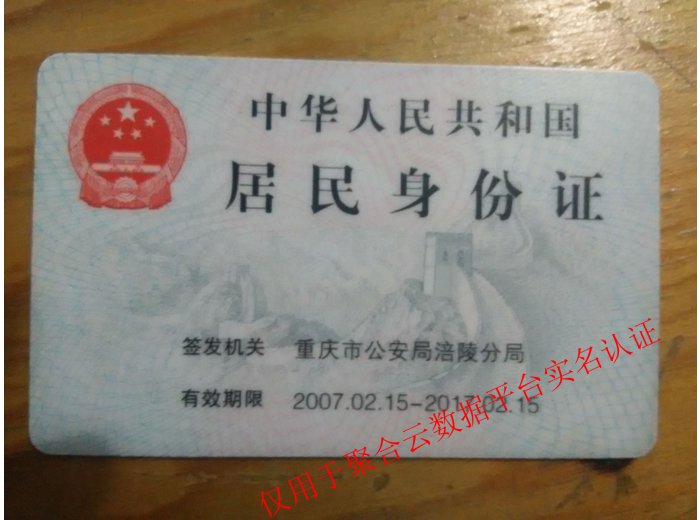 中华人民共和国
居民身份证
签发机关 重庆市公安局涪陵分局
有效期限 2007.02.15-2017.02.15
仅用于聚合云数据平台实名认证